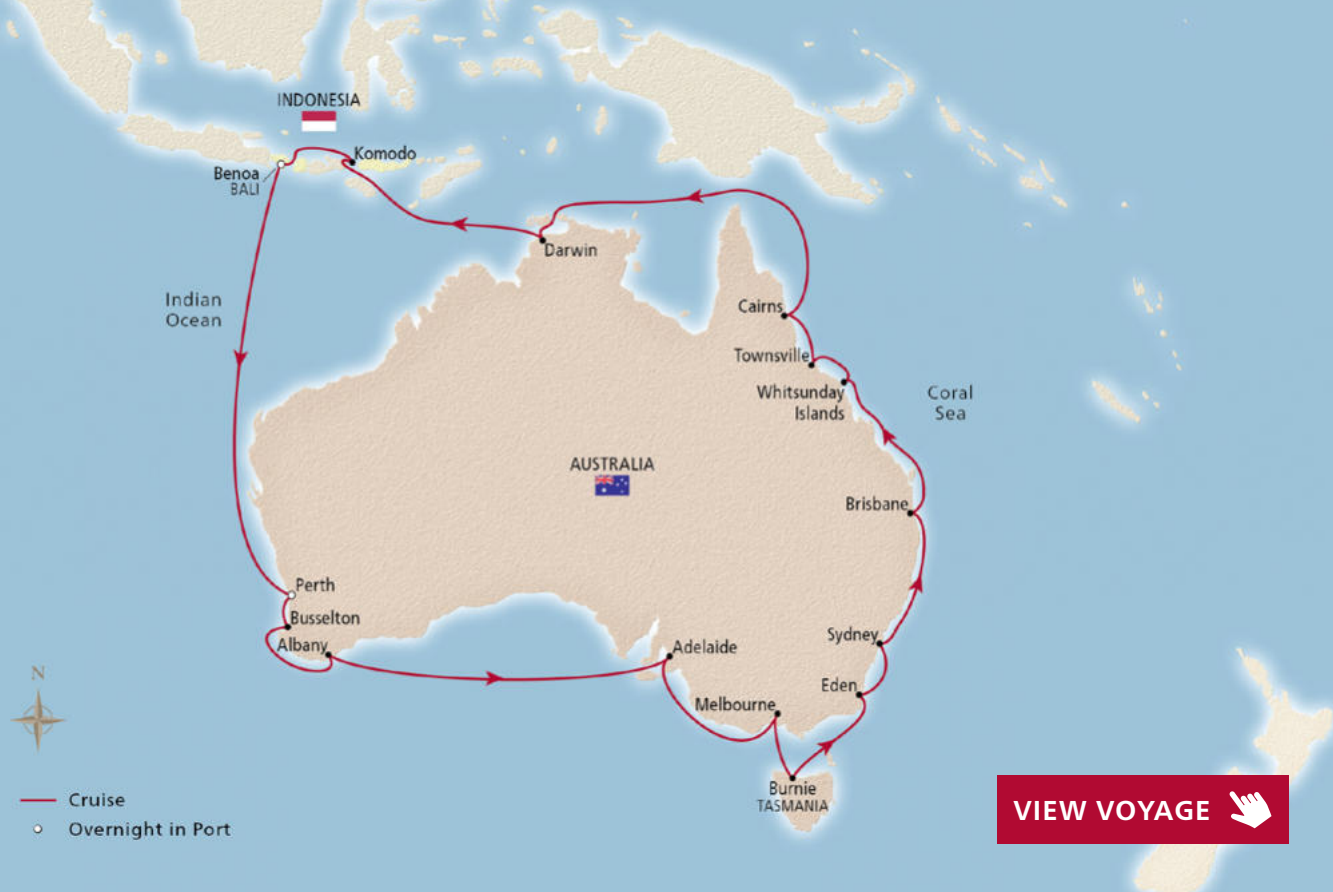 INDONESIA
Komodo
Benoa
BALI
Darwin
Indian
Ocean
Cairns
Townsville
Whitsunday
Islands
Coral
Sea
AUSTRALIA
Brisbane
Perth
Busselton
Albany
Adelaide
Sydney
Eden
Melbourne
Burnie
TASMANIA
N
Cruise
Overnight in Port
VIEW VOYAGE